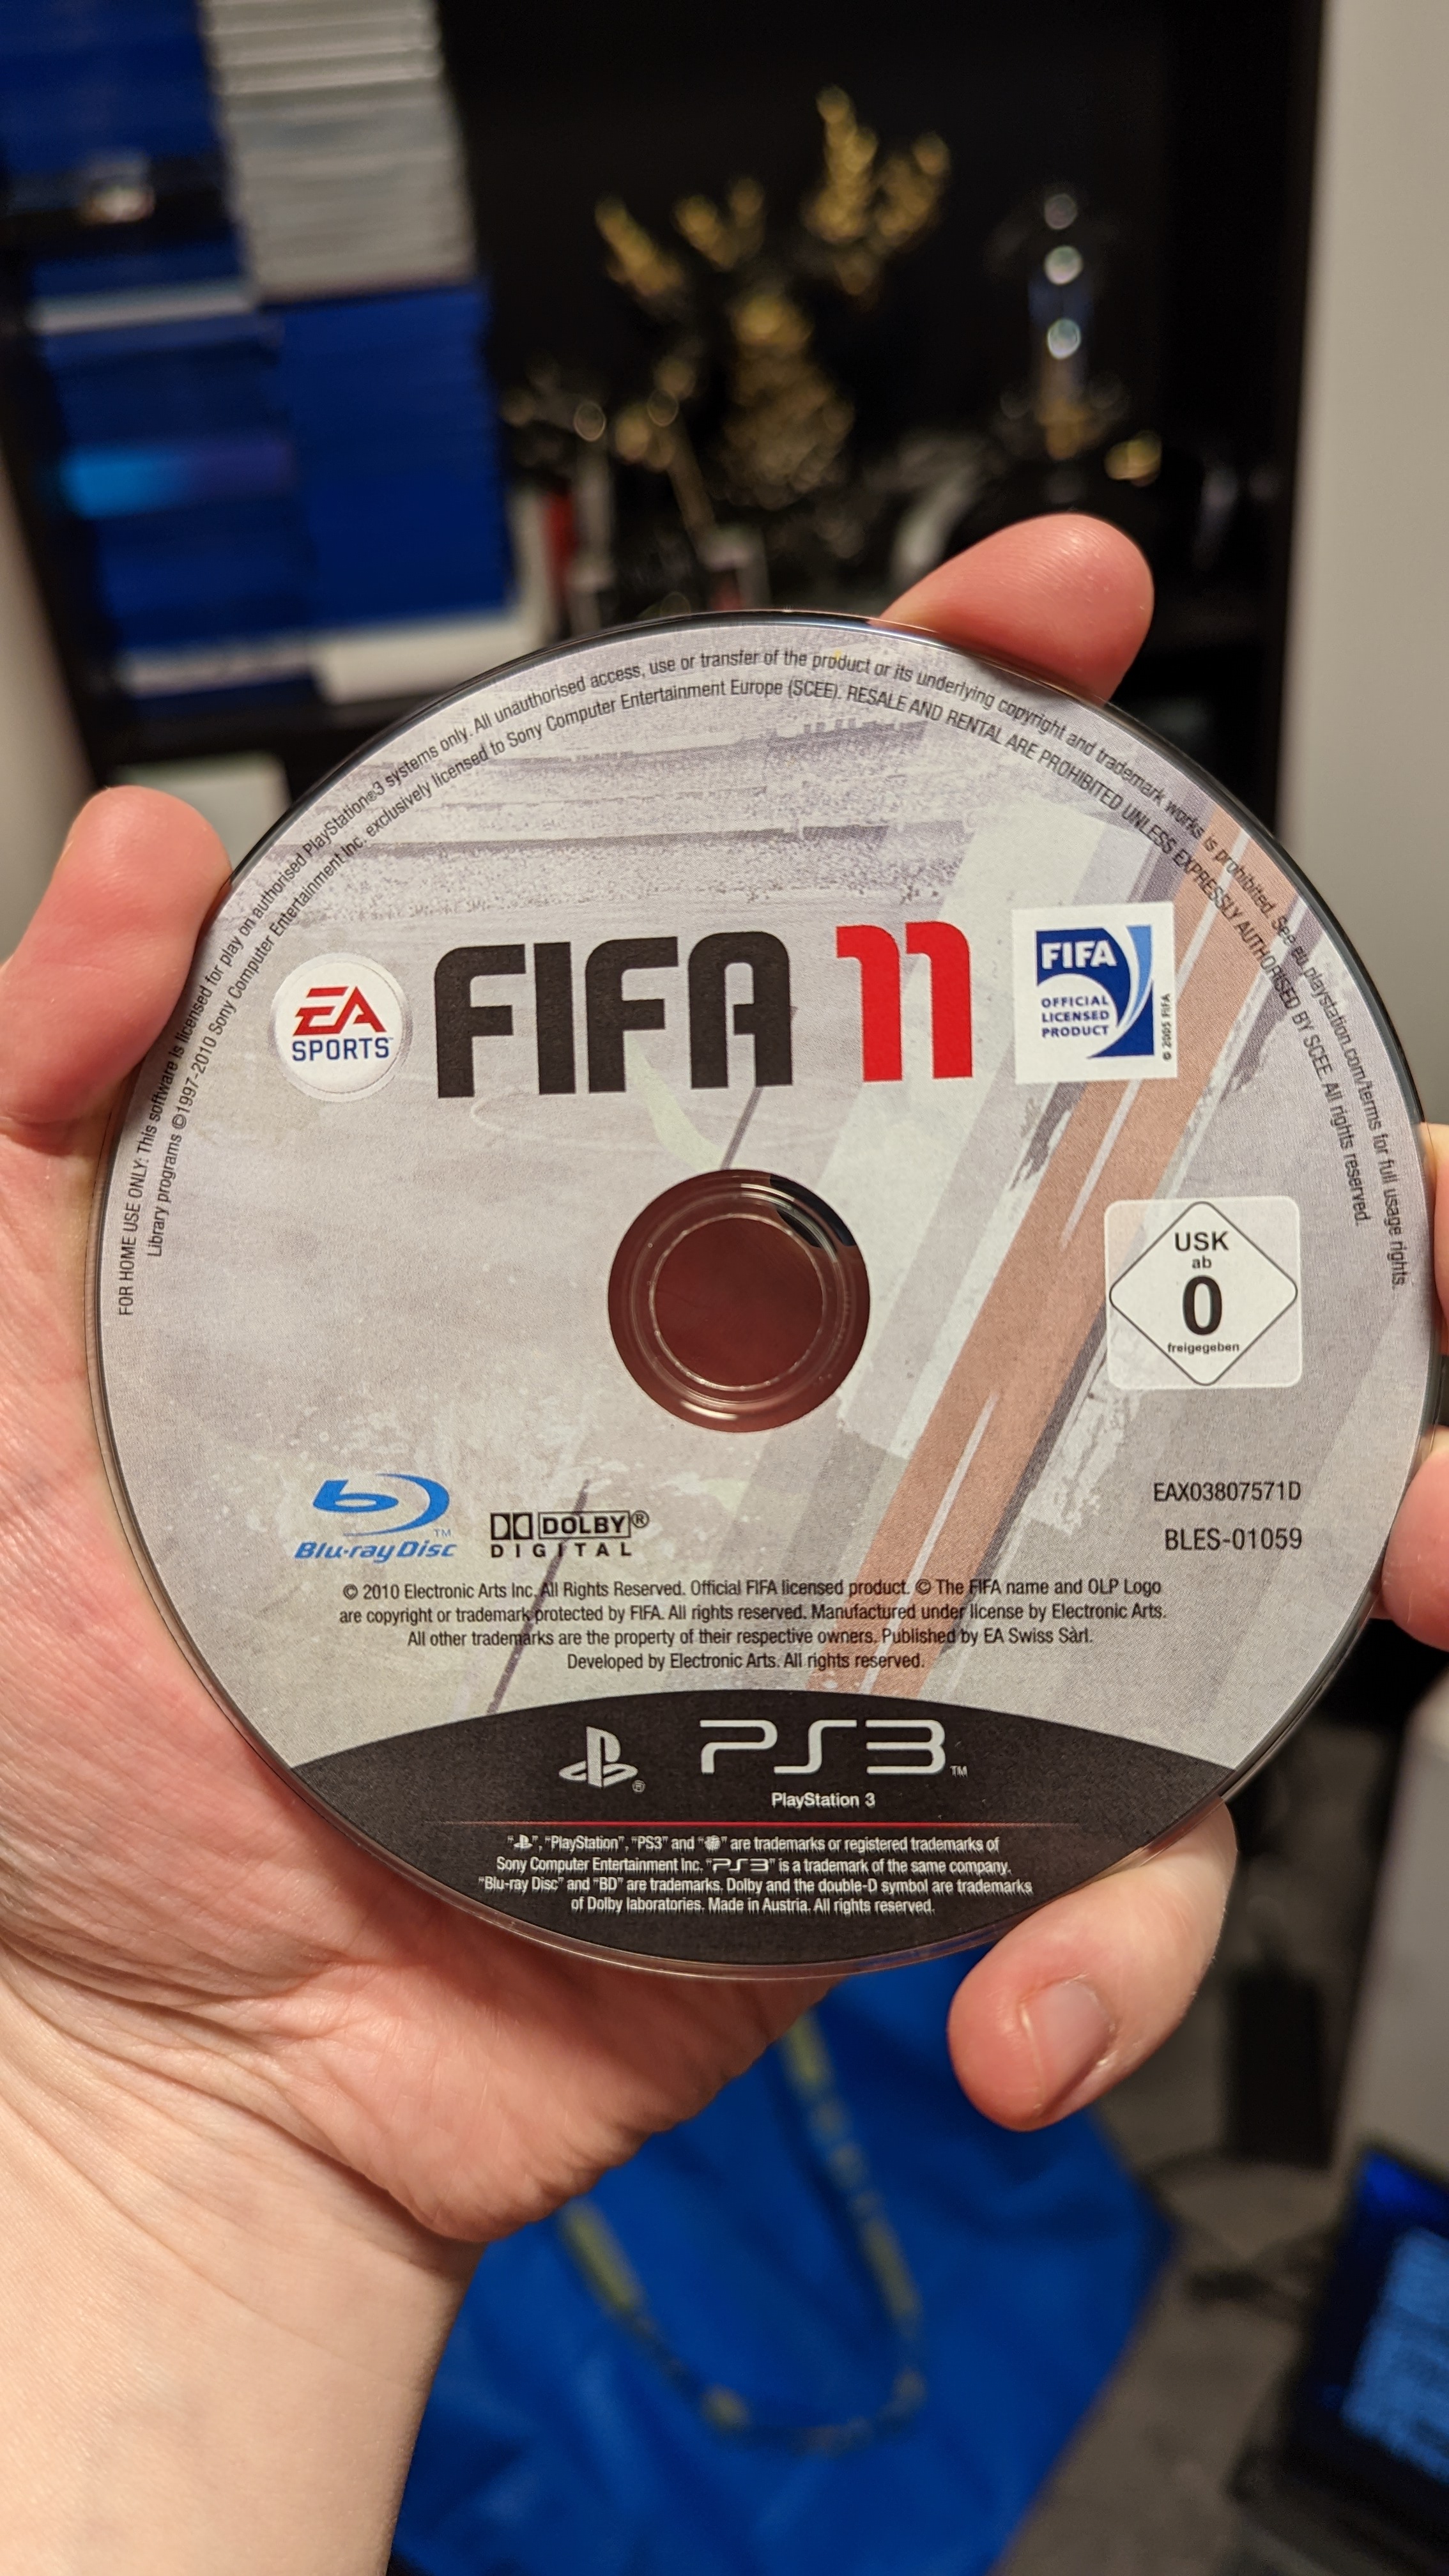 FOR HOME USE ONLY: This software is licensed for play on authorised PlayStation®3 systems only. All unauthorised access, use or transfer of the product or its underlying copyright and trademark works is prohibited. See eu.playstation.com/terms for full usage rights.
Library programs ©1997-2010 Sony Computer Entertainment Inc. exclusively licensed to Sony Computer Entertainment Europe (SCEE). RESALE AND RENTAL ARE PROHIBITED UNLESS EXPRESSLY AUTHORISED BY SCEE. All rights reserved.
EA
SPORTS™
FIFA 11
FIFA
OFFICIAL
LICENSED
PRODUCT
© 2005 FIFA
USK
ab
0
freigegeben
Blu-ray Disc™
DOLBY®
DIGITAL
EAX03807571D
BLES-01059
© 2010 Electronic Arts Inc. All Rights Reserved. Official FIFA licensed product. © The FIFA name and OLP Logo
are copyright or trademark protected by FIFA. All rights reserved. Manufactured under license by Electronic Arts.
All other trademarks are the property of their respective owners. Published by EA Swiss Sàrl.
Developed by Electronic Arts. All rights reserved.
® PS3™
PlayStation 3
“ ”, “PlayStation”, “PS3” and “ ” are trademarks or registered trademarks of
Sony Computer Entertainment Inc. “PS3” is a trademark of the same company.
“Blu-ray Disc” and “BD” are trademarks. Dolby and the double-D symbol are trademarks
of Dolby laboratories. Made in Austria. All rights reserved.